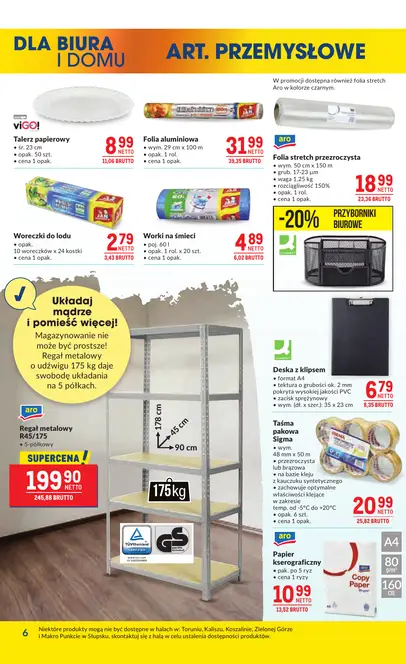 DLA BIURA
I DOMU
ART. PRZEMYSŁOWE
W promocji dostępna również folia stretch
Aro w kolorze czarnym.
viGO!
Talerz papierowy
• śr. 23 cm
• opak. 50 szt.
• cena 1 opak.
8 99
NETTO
11,06 BRUTTO
Folia aluminiowa
• wym. 29 cm x 100 m
• opak. 1 rol.
• cena 1 opak.
31 99
NETTO
39,35 BRUTTO
aro
Folia stretch przezroczysta
• wym. 50 cm x 150 m
• grub. 17-23 µm
• waga 1,25 kg
• rozciągliwość 150%
• opak. 1 rol.
• cena 1 opak.
18 99
NETTO
23,36 BRUTTO
Woreczki do lodu
• opak.
10 woreczków x 24 kostki
• cena 1 opak.
2 79
NETTO
3,43 BRUTTO
Worki na śmieci
• poj. 60 l
• opak. 1 rol. x 20 szt.
• cena 1 opak.
4 89
NETTO
6,02 BRUTTO
-20%
PRZYBORNIKI
BIUROWE
Układaj
mądrze
i pomieść więcej!
Magazynowanie nie
może być prostsze!
Regał metalowy
o udźwigu 175 kg daje
swobodę układania
na 5 półkach.
aro
Regał metalowy
R45/175
• 5-półkowy
SUPERCENA!
199 90
NETTO
245,88 BRUTTO
178 cm
45 cm
90 cm
175kg
Deska z klipsem
• format A4
• tektura o grubości ok. 2 mm
pokryta wysokiej jakości PVC
• zacisk sprężynowy
• wym. (dł. x szer.): 35 x 23 cm
6 79
NETTO
8,35 BRUTTO
aro
Taśma
pakowa
Sigma
• wym.
48 mm x 50 m
• przezroczysta
lub brązowa
• na bazie kleju
z kauczuku syntetycznego
• zachowuje optymalne
właściwości klejące
w zakresie
temp. od -5°C do +20°C
• opak. 6 szt.
• cena 1 opak.
20 99
NETTO
25,82 BRUTTO
aro
Papier
kserograficzny
• pak. po 5 ryz
• cena 1 ryzy
10 99
NETTO
13,52 BRUTTO
Copy
Paper
A4
80
g/m²
160
CIE
6
Niektóre produkty mogą nie być dostępne w halach w: Toruniu, Kaliszu, Koszalinie, Zielonej Górze
i Makro Punkcie w Słupsku, skontaktuj się z halą w celu ustalenia dostępności produktów.